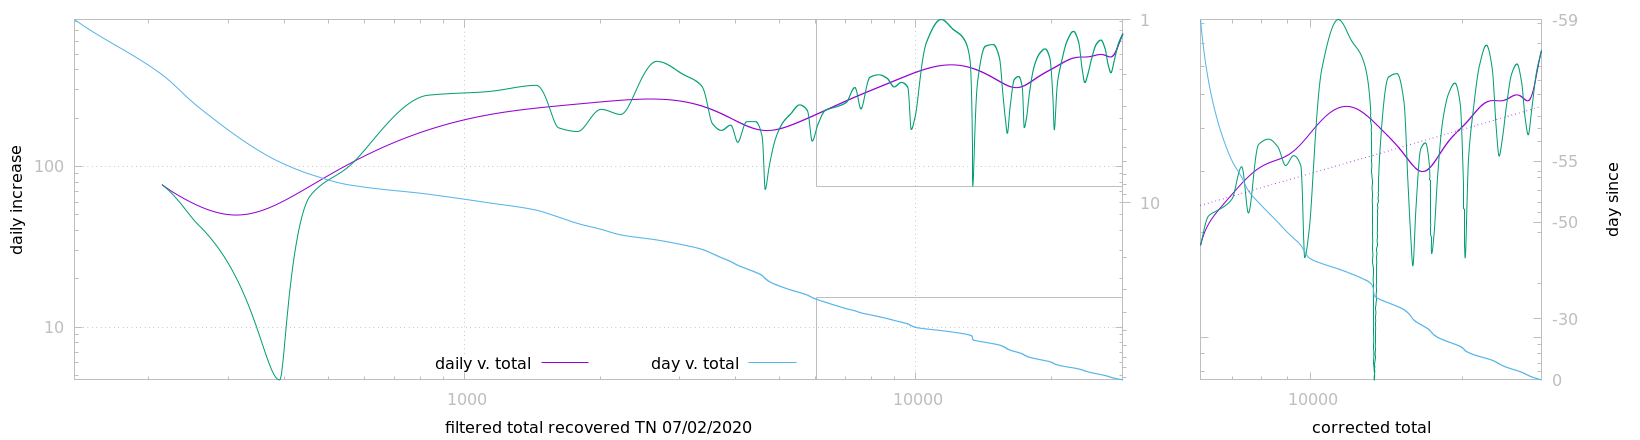 1
-59
daily increase
100
10
10
-55
-50
-30
0
day since
daily v. total
day v. total
1000
10000
10000
filtered total recovered TN 07/02/2020
corrected total